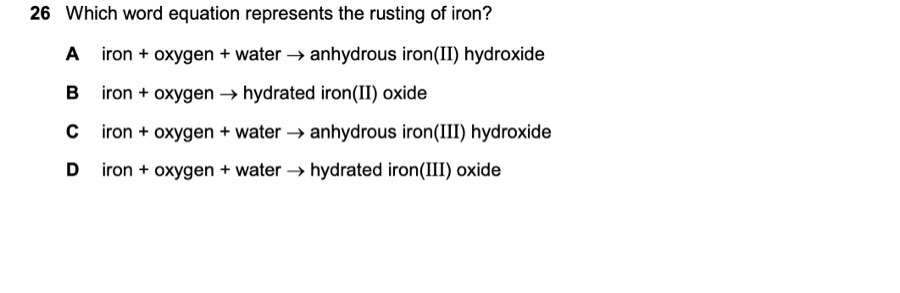 26 Which word equation represents the rusting of iron?
A iron + oxygen + water → anhydrous iron(II) hydroxide
B iron + oxygen → hydrated iron(II) oxide
C iron + oxygen + water → anhydrous iron(III) hydroxide
D iron + oxygen + water → hydrated iron(III) oxide